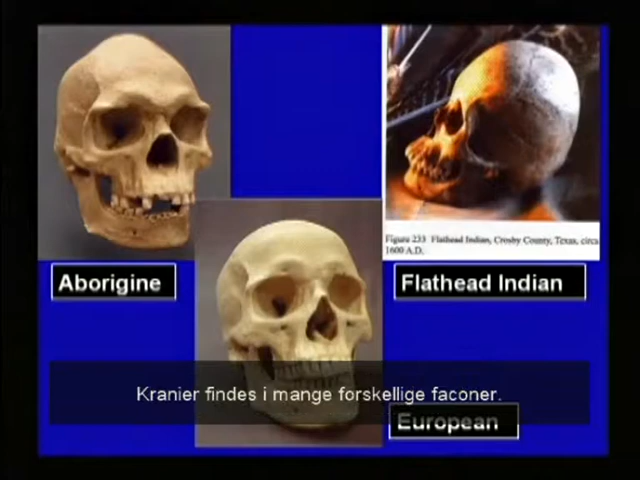 Figure 233 Flathead Indian, Crosby County, Texas, circa
1600 A.D.
Aborigine
Flathead Indian
Kranier findes i mange forskellige faconer.
European